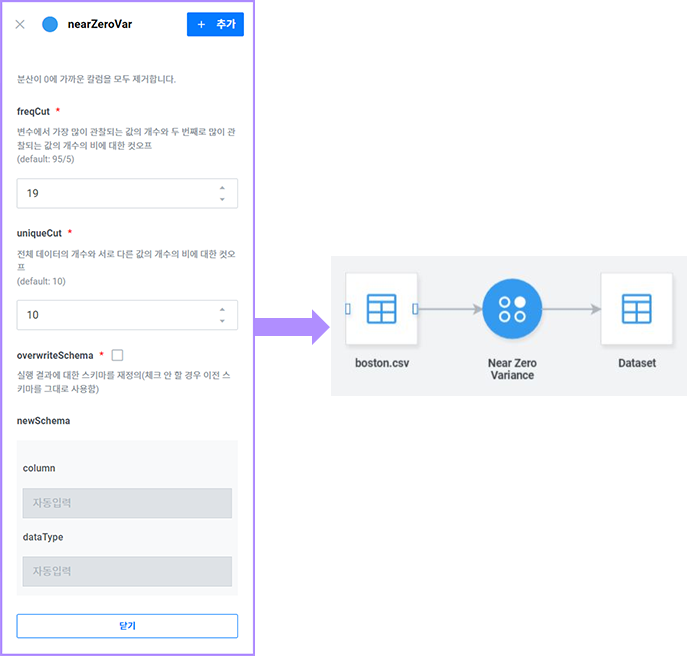 nearZeroVar
+ 추가
분산이 0에 가까운 칼럼을 모두 제거합니다.
freqCut *
변수에서 가장 많이 관찰되는 값의 개수와 두 번째로 많이 관
찰되는 값의 개수의 비에 대한 컷오프
(default: 95/5)
19
uniqueCut *
전체 데이터의 개수와 서로 다른 값의 개수의 비에 대한 컷오
프
(default: 10)
10
overwriteSchema *
실행 결과에 대한 스키마를 재정의(체크 안 할 경우 이전 스
키마를 그대로 사용함)
newSchema
column
자동입력
dataType
자동입력
닫기
boston.csv
Near Zero
Variance
Dataset